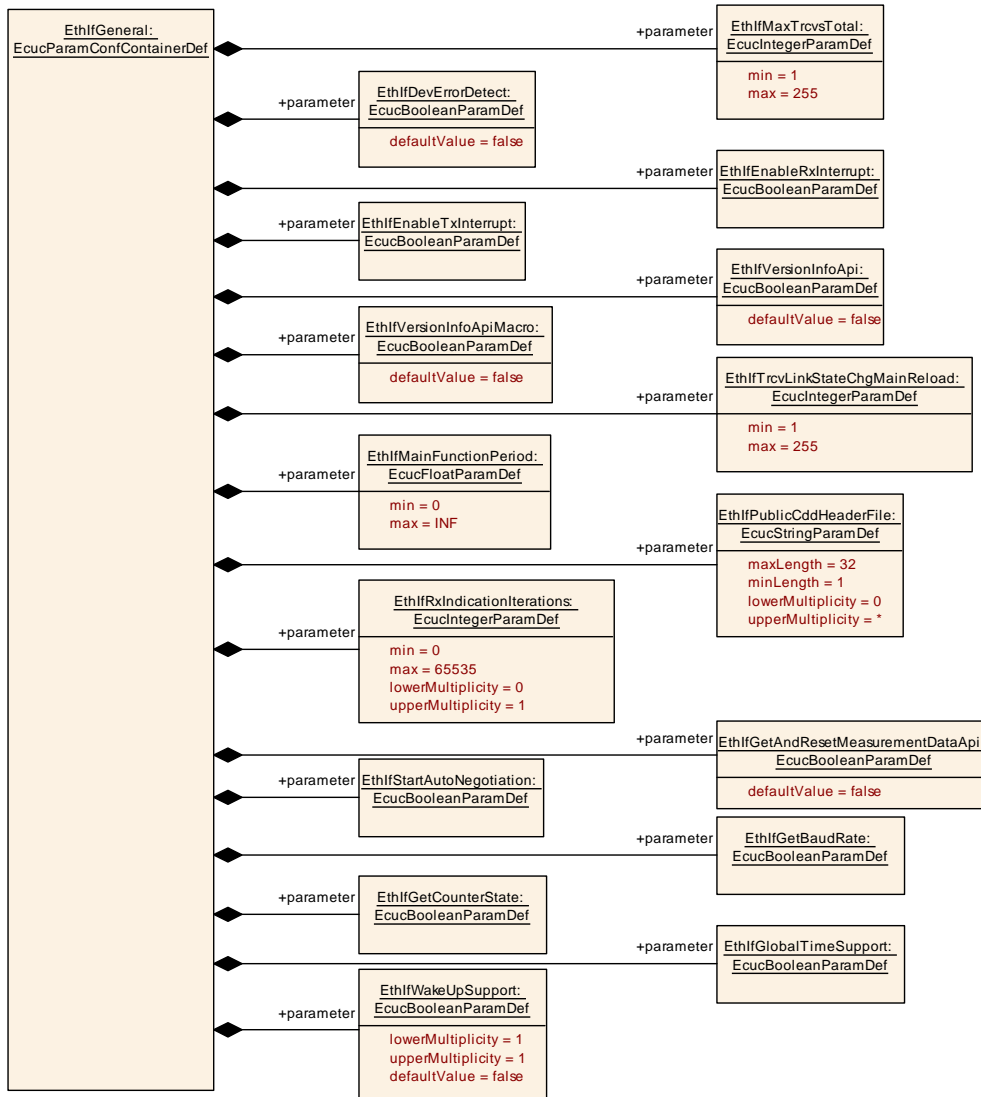 EthIfGeneral:
EcucParamConfContainerDef
+parameter
EthIfMaxTrcvsTotal:
EcucIntegerParamDef
min = 1
max = 255
+parameter
EthIfDevErrorDetect:
EcucBooleanParamDef
defaultValue = false
+parameter
EthIfEnableRxInterrupt:
EcucBooleanParamDef
+parameter
EthIfEnableTxInterrupt:
EcucBooleanParamDef
+parameter
EthIfVersionInfoApi:
EcucBooleanParamDef
defaultValue = false
+parameter
EthIfVersionInfoApiMacro:
EcucBooleanParamDef
defaultValue = false
+parameter
EthIfTrcvLinkStateChgMainReload:
EcucIntegerParamDef
min = 1
max = 255
+parameter
EthIfMainFunctionPeriod:
EcucFloatParamDef
min = 0
max = INF
+parameter
EthIfPublicCddHeaderFile:
EcucStringParamDef
maxLength = 32
minLength = 1
lowerMultiplicity = 0
upperMultiplicity = *
+parameter
EthIfRxIndicationIterations:
EcucIntegerParamDef
min = 0
max = 65535
lowerMultiplicity = 0
upperMultiplicity = 1
+parameter
EthIfGetAndResetMeasurementDataApi
EcucBooleanParamDef
defaultValue = false
+parameter
EthIfStartAutoNegotiation:
EcucBooleanParamDef
+parameter
EthIfGetBaudRate:
EcucBooleanParamDef
+parameter
EthIfGetCounterState:
EcucBooleanParamDef
+parameter
EthIfGlobalTimeSupport:
EcucBooleanParamDef
+parameter
EthIfWakeUpSupport:
EcucBooleanParamDef
lowerMultiplicity = 1
upperMultiplicity = 1
defaultValue = false